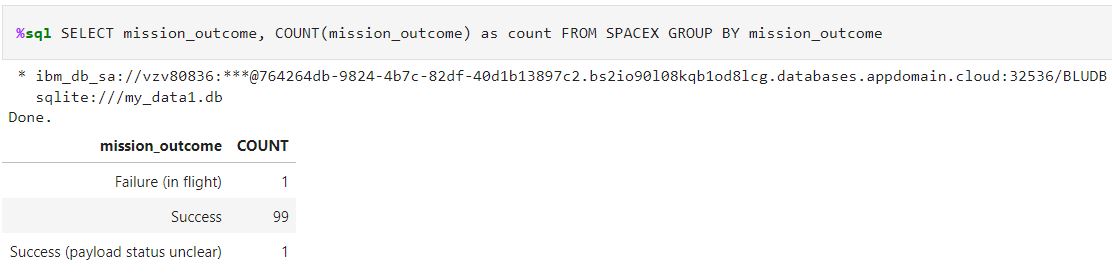 %sql SELECT mission_outcome, COUNT(mission_outcome) as count FROM SPACEX GROUP BY mission_outcome
* ibm_db_sa://vzv80836:***@764264db-9824-4b7c-82df-40d1b13897c2.bs2io90l08kqb1od8lcg.databases.appdomain.cloud:32536/BLUDB
sqlite:///my_data1.db
Done.
mission_outcome COUNT
Failure (in flight) 1
Success 99
Success (payload status unclear) 1